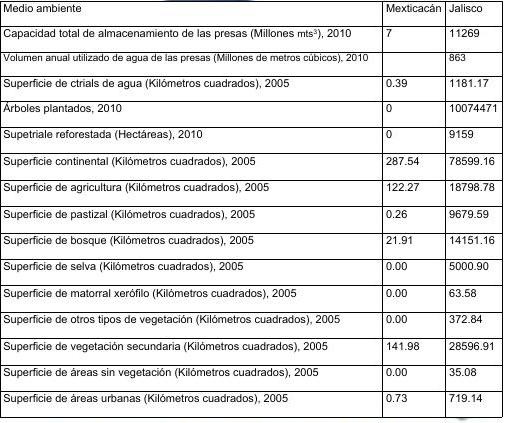 Medio ambiente Mexticacán Jalisco
Capacidad total de almacenamiento de las presas (Millones mts³), 2010 7 11269
Volumen anual utilizado de agua de las presas (Millones de metros cúbicos), 2010 863
Superficie de ctrials de agua (Kilómetros cuadrados), 2005 0.39 1181.17
Árboles plantados, 2010 0 10074471
Supetriale reforestada (Hectáreas), 2010 0 9159
Superficie continental (Kilómetros cuadrados), 2005 287.54 78599.16
Superficie de agricultura (Kilómetros cuadrados), 2005 122.27 18798.78
Superficie de pastizal (Kilómetros cuadrados), 2005 0.26 9679.59
Superficie de bosque (Kilómetros cuadrados), 2005 21.91 14151.16
Superficie de selva (Kilómetros cuadrados), 2005 0.00 5000.90
Superficie de matorral xerófilo (Kilómetros cuadrados), 2005 0.00 63.58
Superficie de otros tipos de vegetación (Kilómetros cuadrados), 2005 0.00 372.84
Superficie de vegetación secundaria (Kilómetros cuadrados), 2005 141.98 28596.91
Superficie de áreas sin vegetación (Kilómetros cuadrados), 2005 0.00 35.08
Superficie de áreas urbanas (Kilómetros cuadrados), 2005 0.73 719.14